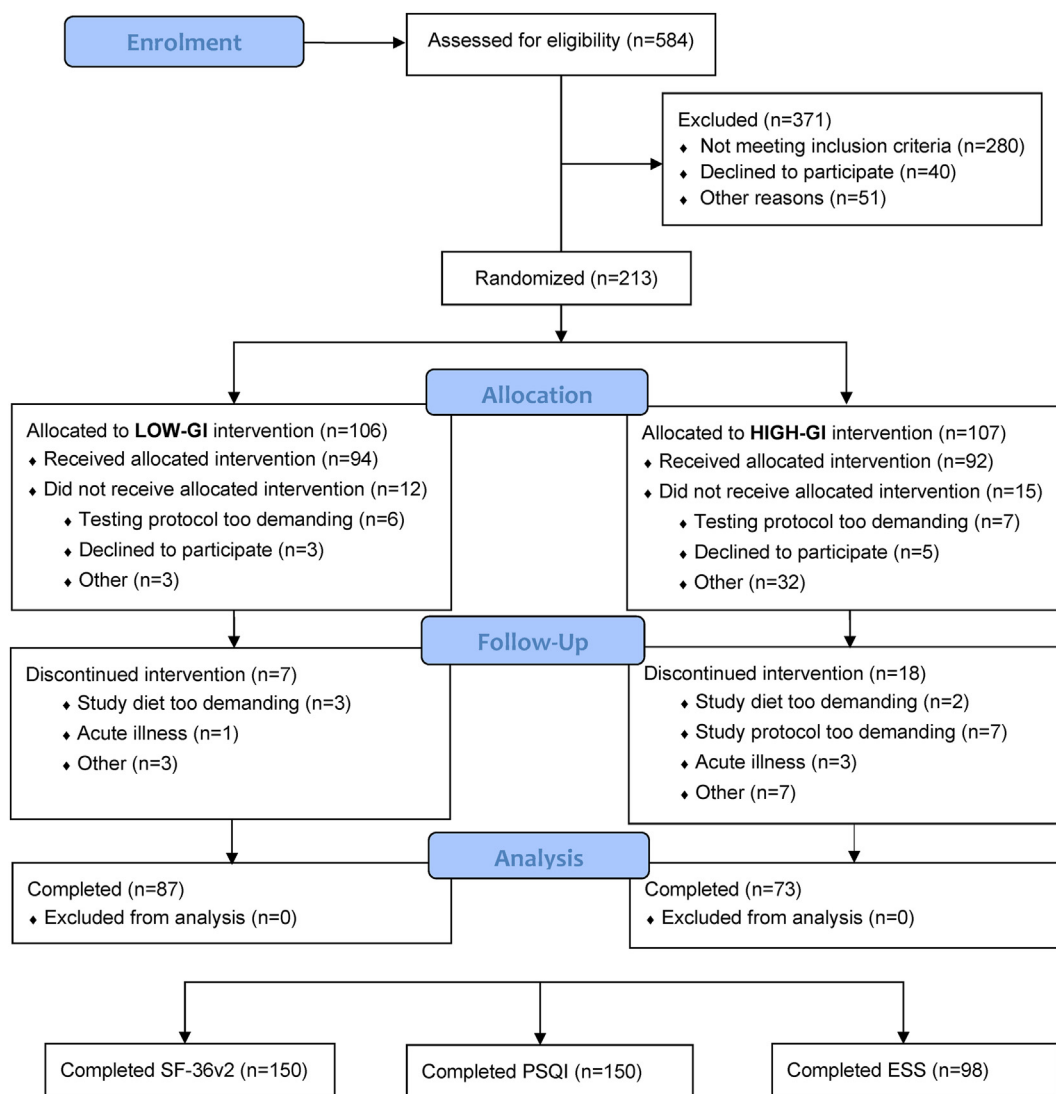 Enrolment
Assessed for eligibility (n=584)
Excluded (n=371)
♦ Not meeting inclusion criteria (n=280)
♦ Declined to participate (n=40)
♦ Other reasons (n=51)
Randomized (n=213)
Allocation
Allocated to LOW-GI intervention (n=106)
♦ Received allocated intervention (n=94)
♦ Did not receive allocated intervention (n=12)
♦ Testing protocol too demanding (n=6)
♦ Declined to participate (n=3)
♦ Other (n=3)
Allocated to HIGH-GI intervention (n=107)
♦ Received allocated intervention (n=92)
♦ Did not receive allocated intervention (n=15)
♦ Testing protocol too demanding (n=7)
♦ Declined to participate (n=5)
♦ Other (n=32)
Follow-Up
Discontinued intervention (n=7)
♦ Study diet too demanding (n=3)
♦ Acute illness (n=1)
♦ Other (n=3)
Discontinued intervention (n=18)
♦ Study diet too demanding (n=2)
♦ Study protocol too demanding (n=7)
♦ Acute illness (n=3)
♦ Other (n=7)
Analysis
Completed (n=87)
♦ Excluded from analysis (n=0)
Completed (n=73)
♦ Excluded from analysis (n=0)
Completed SF-36v2 (n=150)
Completed PSQI (n=150)
Completed ESS (n=98)